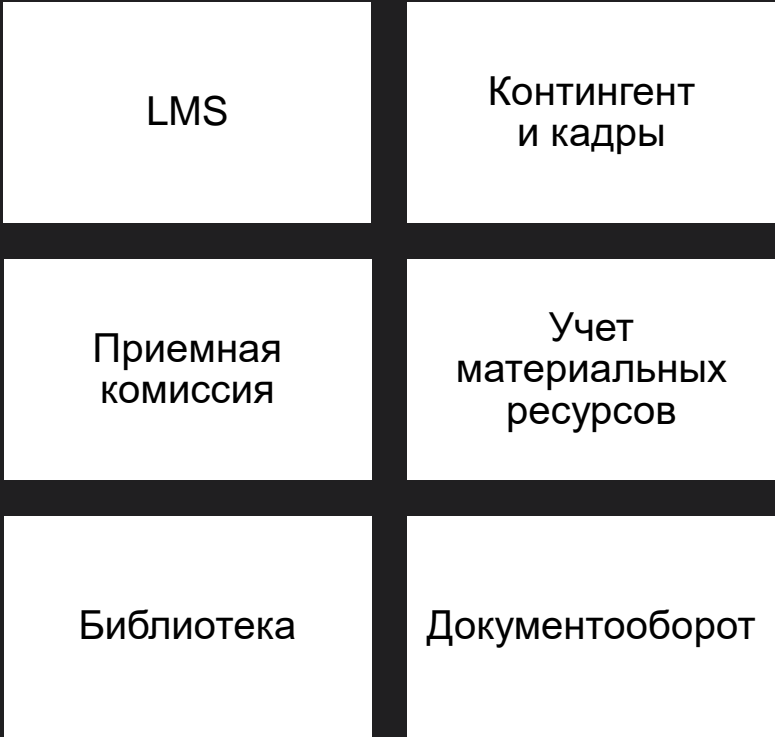 LMS
Контингент
и кадры
Приемная
комиссия
Учет
материальных
ресурсов
Библиотека
Документооборот